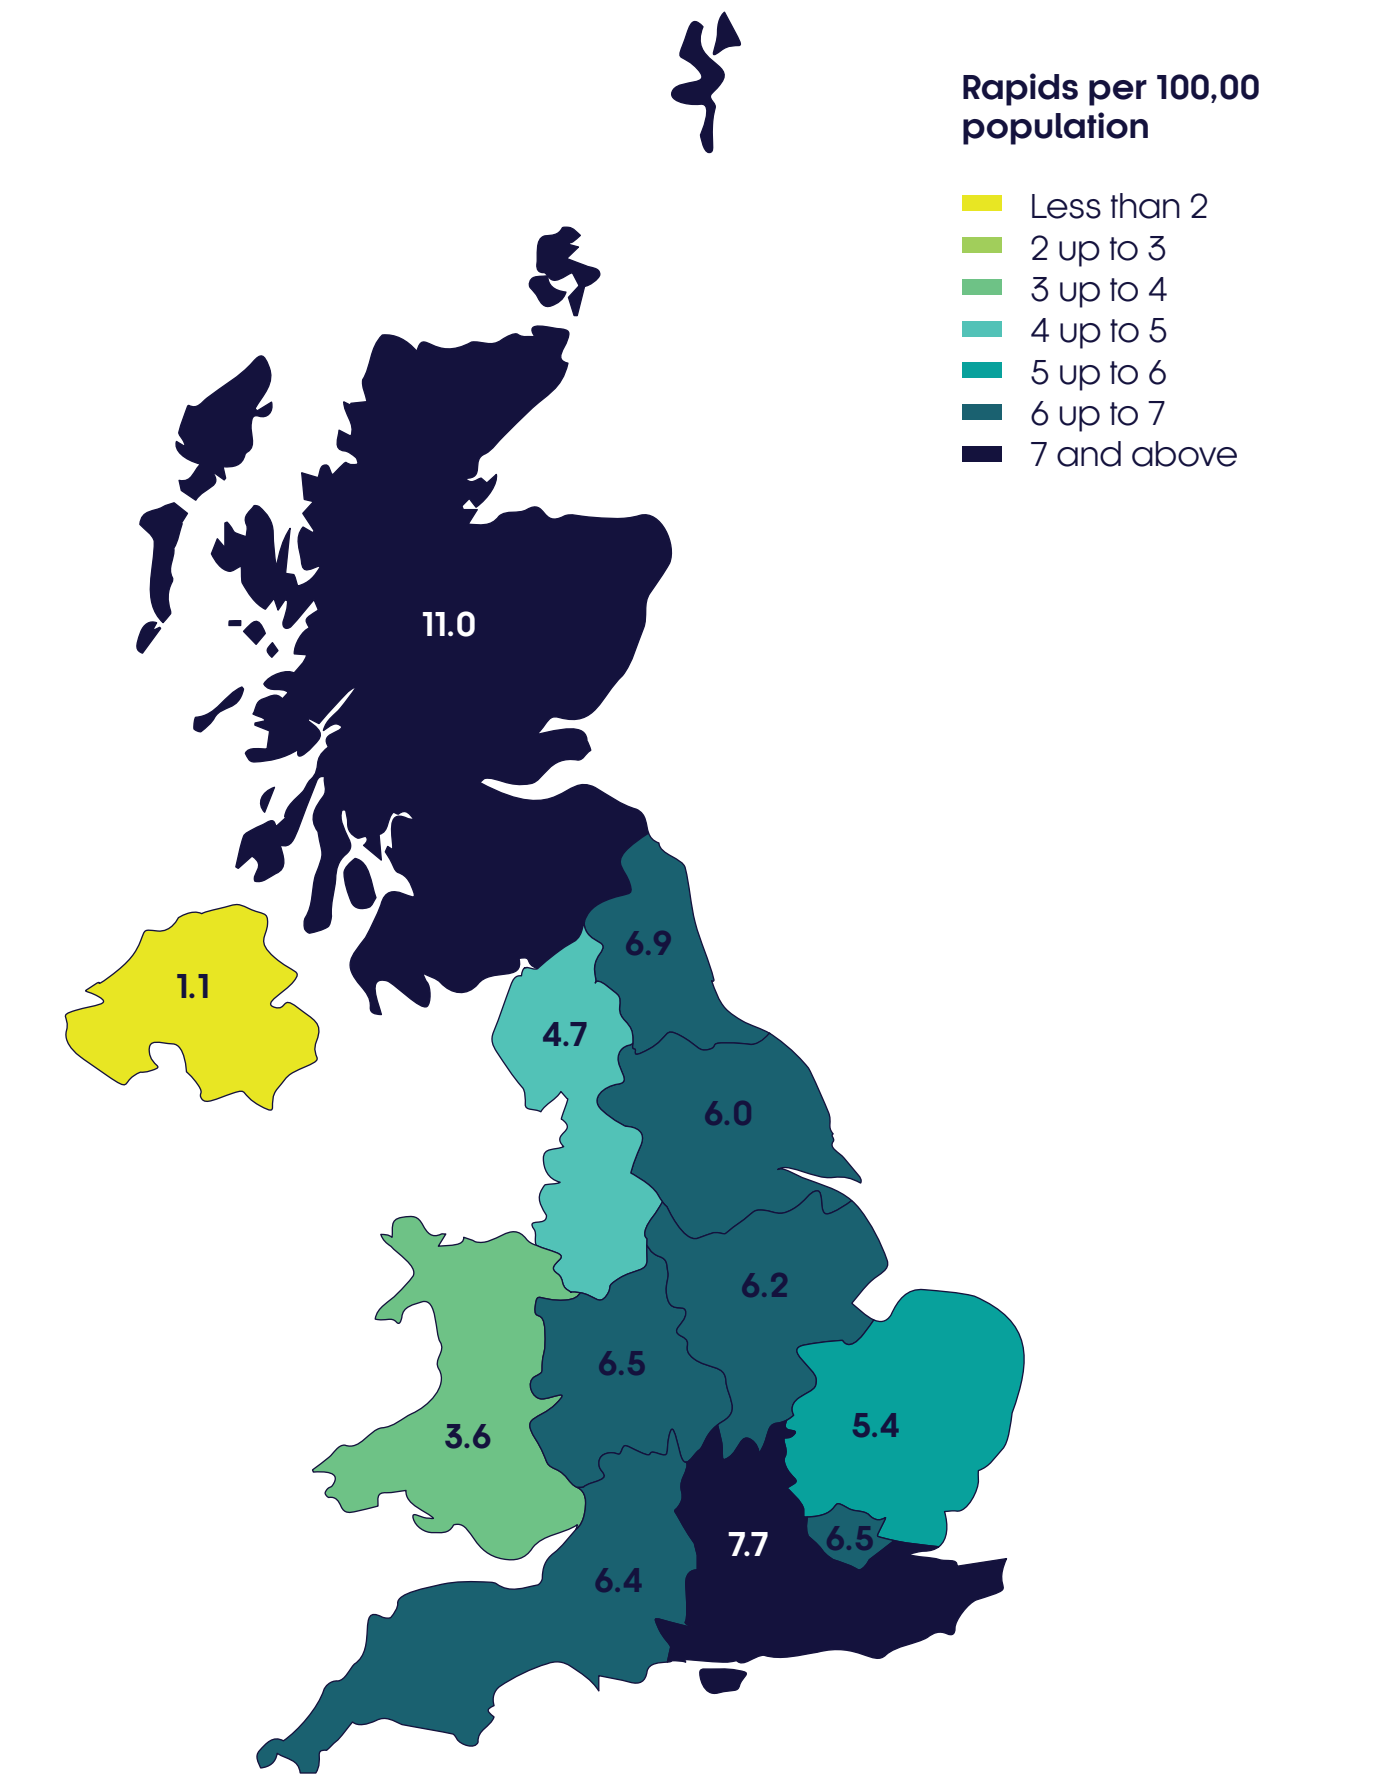 Rapids per 100,00
population
Less than 2
2 up to 3
3 up to 4
4 up to 5
5 up to 6
6 up to 7
7 and above
11.0
6.9
1.1
4.7
6.0
6.2
6.5
5.4
3.6
6.5
7.7
6.4